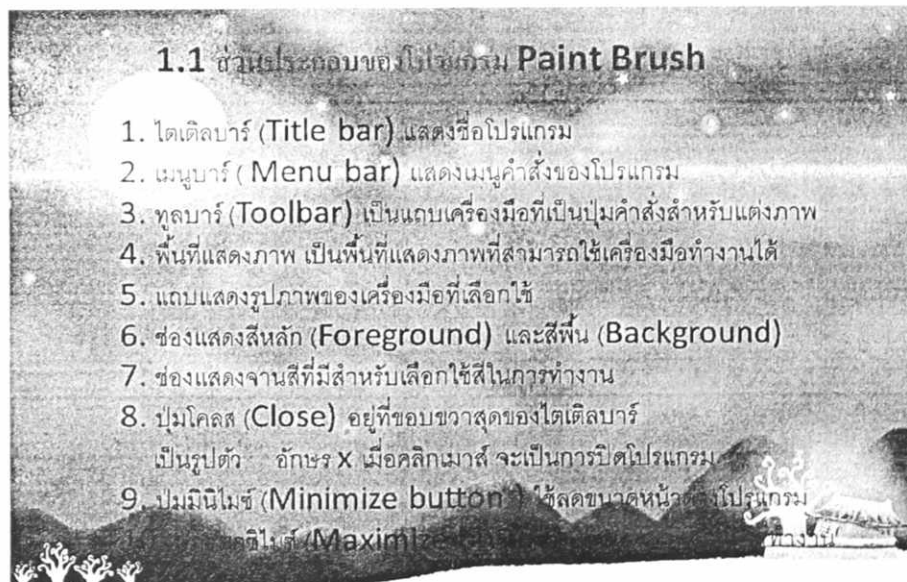 1.1 ส่วนประกอบของโปรแกรม Paint Brush
1. ไตเติลบาร์ (Title bar) แสดงชื่อโปรแกรม
2. เมนูบาร์ ( Menu bar) แสดงเมนูคำสั่งของโปรแกรม
3. ทูลบาร์ (Toolbar) เป็นแถบเครื่องมือที่เป็นปุ่มคำสั่งสำหรับแต่งภาพ
4. พื้นที่แสดงภาพ เป็นพื้นที่แสดงภาพที่สามารถใช้เครื่องมือทำงานได้
5. แถบแสดงรูปภาพของเครื่องมือที่เลือกใช้
6. ช่องแสดงสีหลัก (Foreground) และสีพื้น (Background)
7. ช่องแสดงจานสีที่มีสำหรับเลือกใช้สีในการทำงาน
8. ปุ่มโคลส (Close) อยู่ที่ขอบขวาสุดของไตเติลบาร์
เป็นรูปตัว อักษร X เมื่อคลิกเมาส์ จะเป็นการปิดโปรแกรม
9. ปุ่มมินิไมซ์ (Minimize button ) ใช้ลดขนาดหน้าต่างโปรแกรม
(Maximize